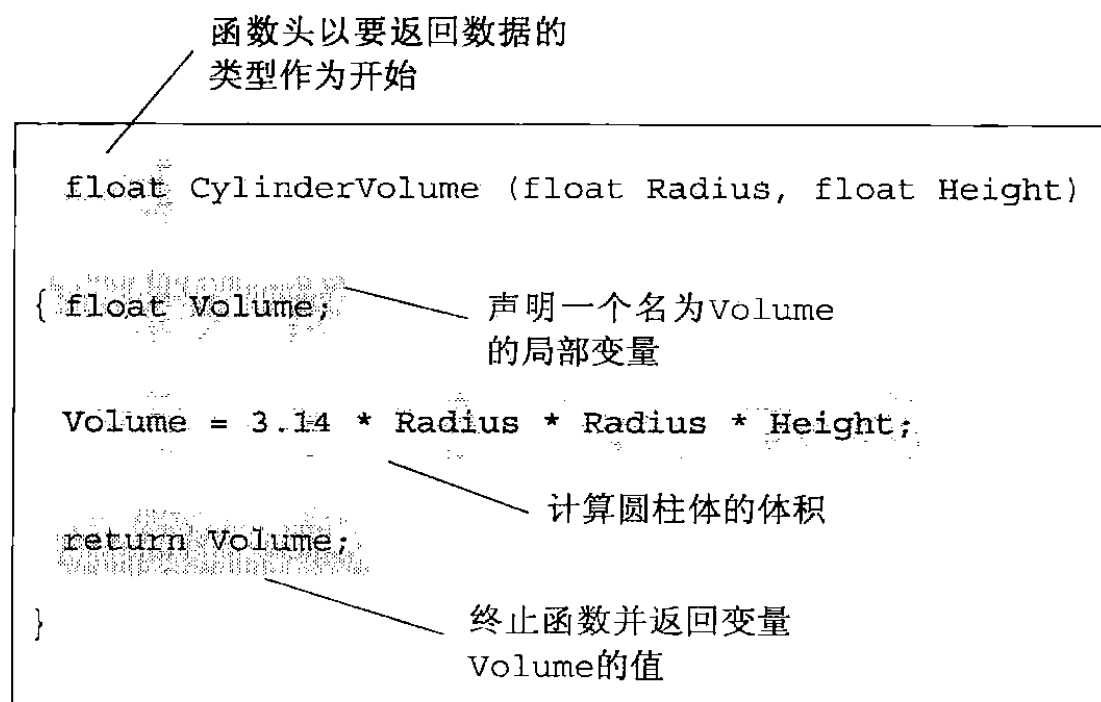 函数头以要返回数据的
类型作为开始
float CylinderVolume (float Radius, float Height)
{ float Volume;
声明一个名为Volume
的局部变量
Volume = 3.14 * Radius * Radius * Height;
计算圆柱体的体积
return Volume;
终止函数并返回变量
Volume的值
}